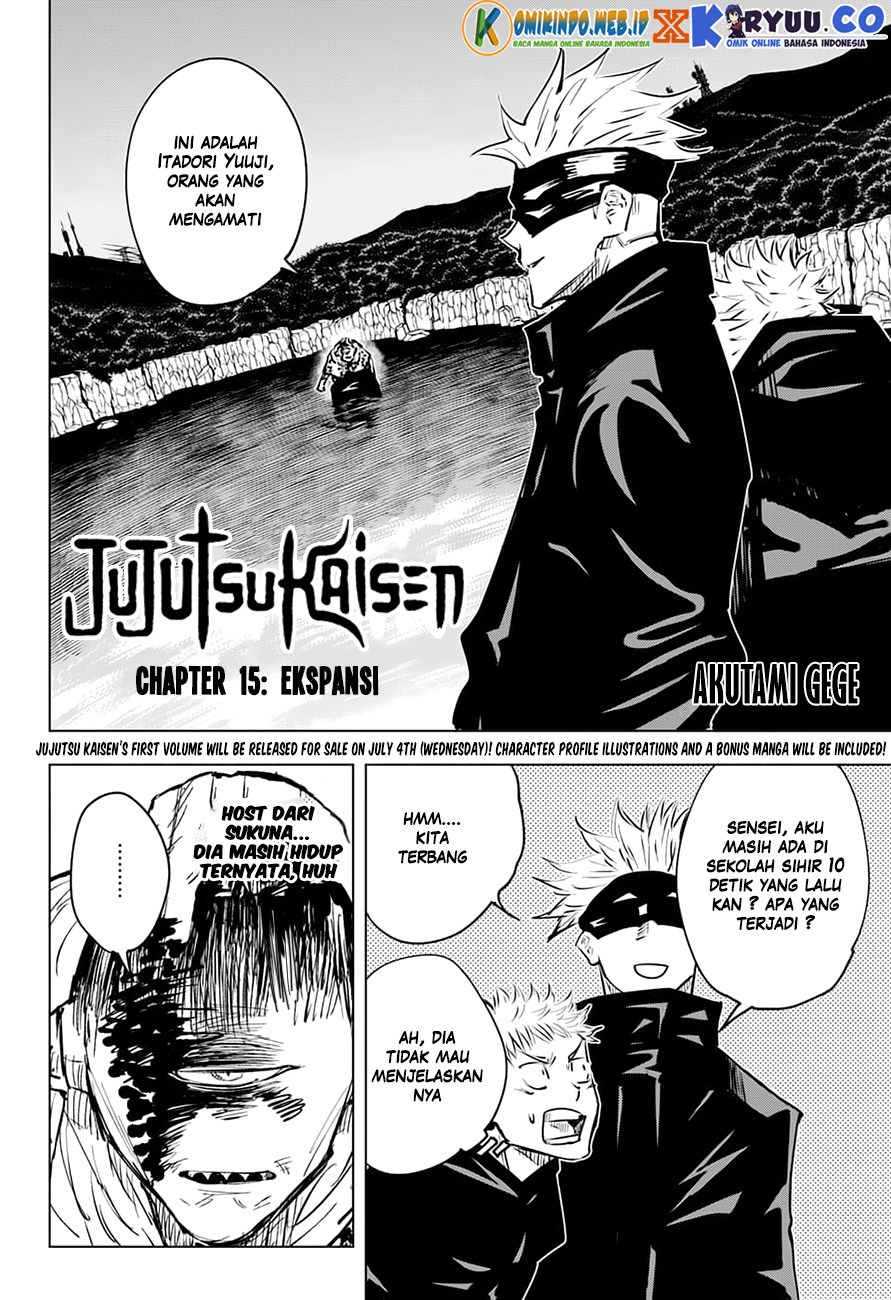 KOMIKINDO.WEB.ID X KIRYUU.CO
BACA MANGA ONLINE BAHASA INDONESIA
KOMIK ONLINE BAHASA INDONESIA
INI ADALAH
ITADORI YUUJI,
ORANG YANG
AKAN
MENGAMATI
JUJUTSU KAISEN
CHAPTER 15: EKSPANSI
AKUTAMI GEGE
JUJUTSU KAISEN'S FIRST VOLUME WILL BE RELEASED FOR SALE ON JULY 4TH (WEDNESDAY)! CHARACTER PROFILE ILLUSTRATIONS AND A BONUS MANGA WILL BE INCLUDED!
SENSEI, AKU
MASIH ADA DI
SEKOLAH SIHIR 10
DETIK YANG LALU
KAN ? APA YANG
TERJADI ?
HMM....
KITA
TERBANG
AH, DIA
TIDAK MAU
MENJELASKAN
NYA
HOST DARI
SUKUNA...
DIA MASIH HIDUP
TERNYATA, HUH
........